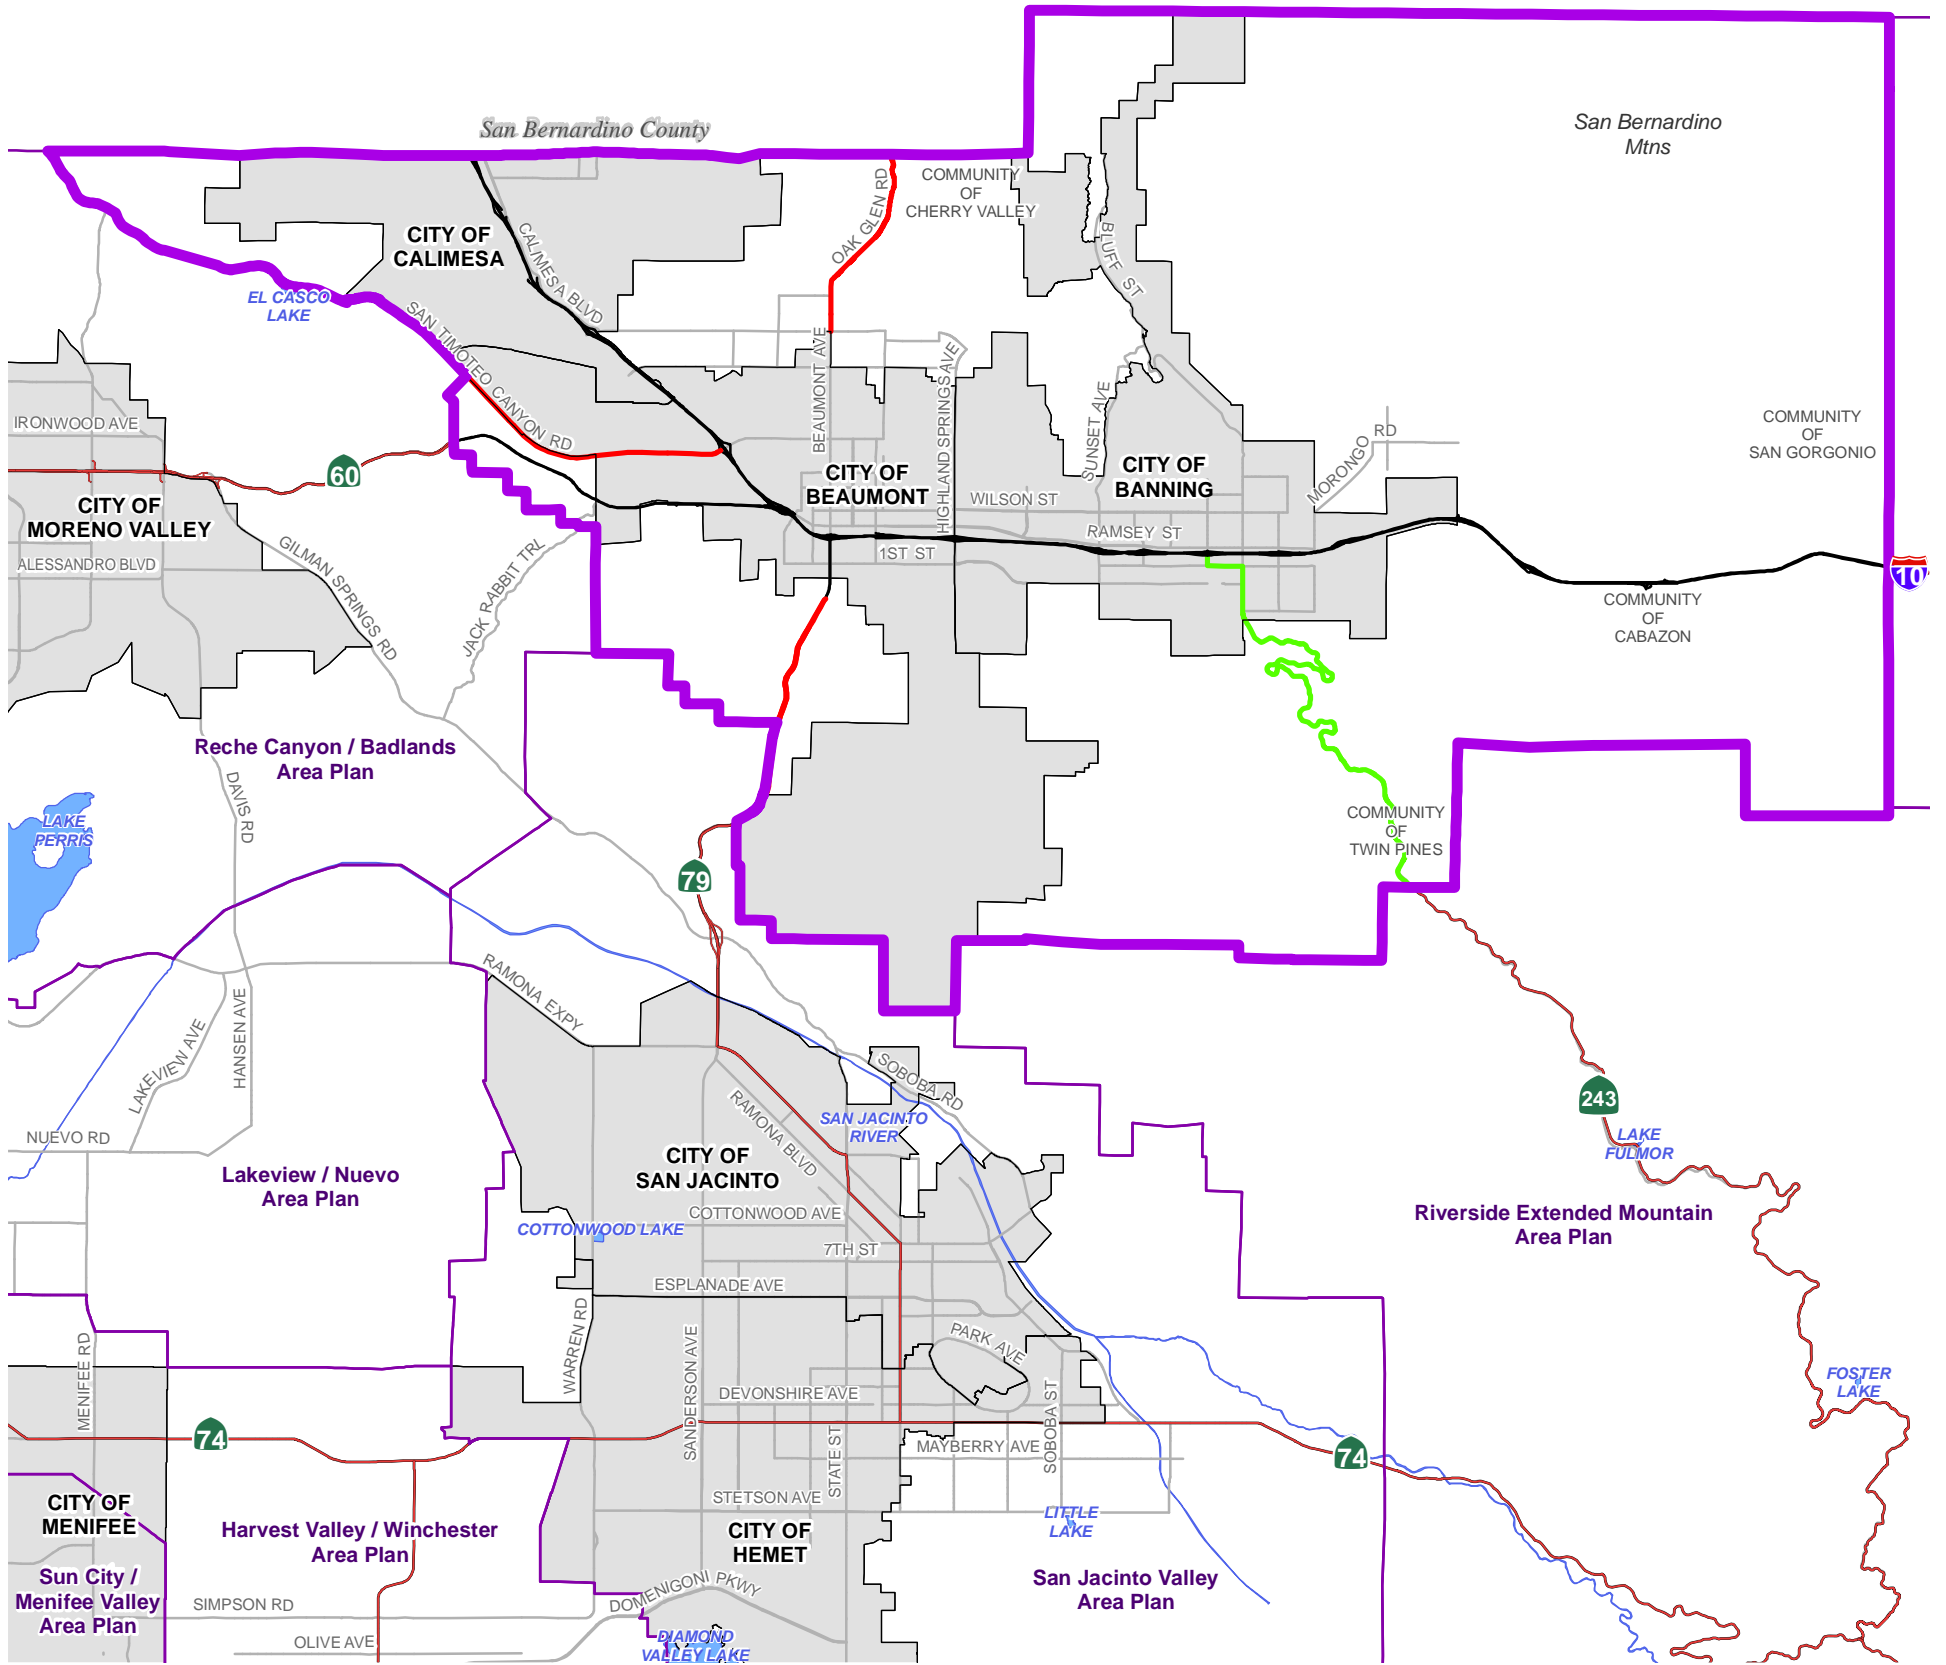 San Bernardino County
San Bernardino
Mtns
COMMUNITY
OF
CHERRY VALLEY
OAK GLEN RD
CITY OF
CALIMESA
CALIMESA BLVD
BLUFF ST
EL CASCO
LAKE
SAN TIMOTEO CANYON RD
BEAUMONT AVE
HIGHLAND SPRINGS AVE
SUNSET AVE
IRONWOOD AVE
60
CITY OF
MORENO VALLEY
ALESSANDRO BLVD
GILMAN SPRINGS RD
JACK RABBIT TRL
CITY OF
BEAUMONT
WILSON ST
CITY OF
BANNING
MORONGO RD
RAMSEY ST
1ST ST
COMMUNITY
OF
SAN GORGONIO
10
COMMUNITY
OF
CABAZON
Reche Canyon / Badlands
Area Plan
DAVIS RD
LAKE
PERRIS
79
COMMUNITY
OF
TWIN PINES
RAMONA EXPY
LAKEVIEW AVE
HANSEN AVE
NUEVO RD
SOBOBA RD
RAMONA BLVD
SAN JACINTO
RIVER
243
LAKE
FULMOR
CITY OF
SAN JACINTO
Lakeview / Nuevo
Area Plan
COTTONWOOD AVE
COTTONWOOD LAKE
7TH ST
Riverside Extended Mountain
Area Plan
ESPLANADE AVE
WARREN RD
MENIFEE RD
SANDERSON AVE
PARK AVE
DEVONSHIRE AVE
SOBOBA ST
FOSTER
LAKE
74
STATE ST
MAYBERRY AVE
74
STETSON AVE
CITY OF
MENIFEE
Harvest Valley / Winchester
Area Plan
CITY OF
HEMET
LITTLE
LAKE
Sun City /
Menifee Valley
Area Plan
San Jacinto Valley
Area Plan
SIMPSON RD
DOMENIGONI PKWY
OLIVE AVE
DIAMOND
VALLEY LAKE